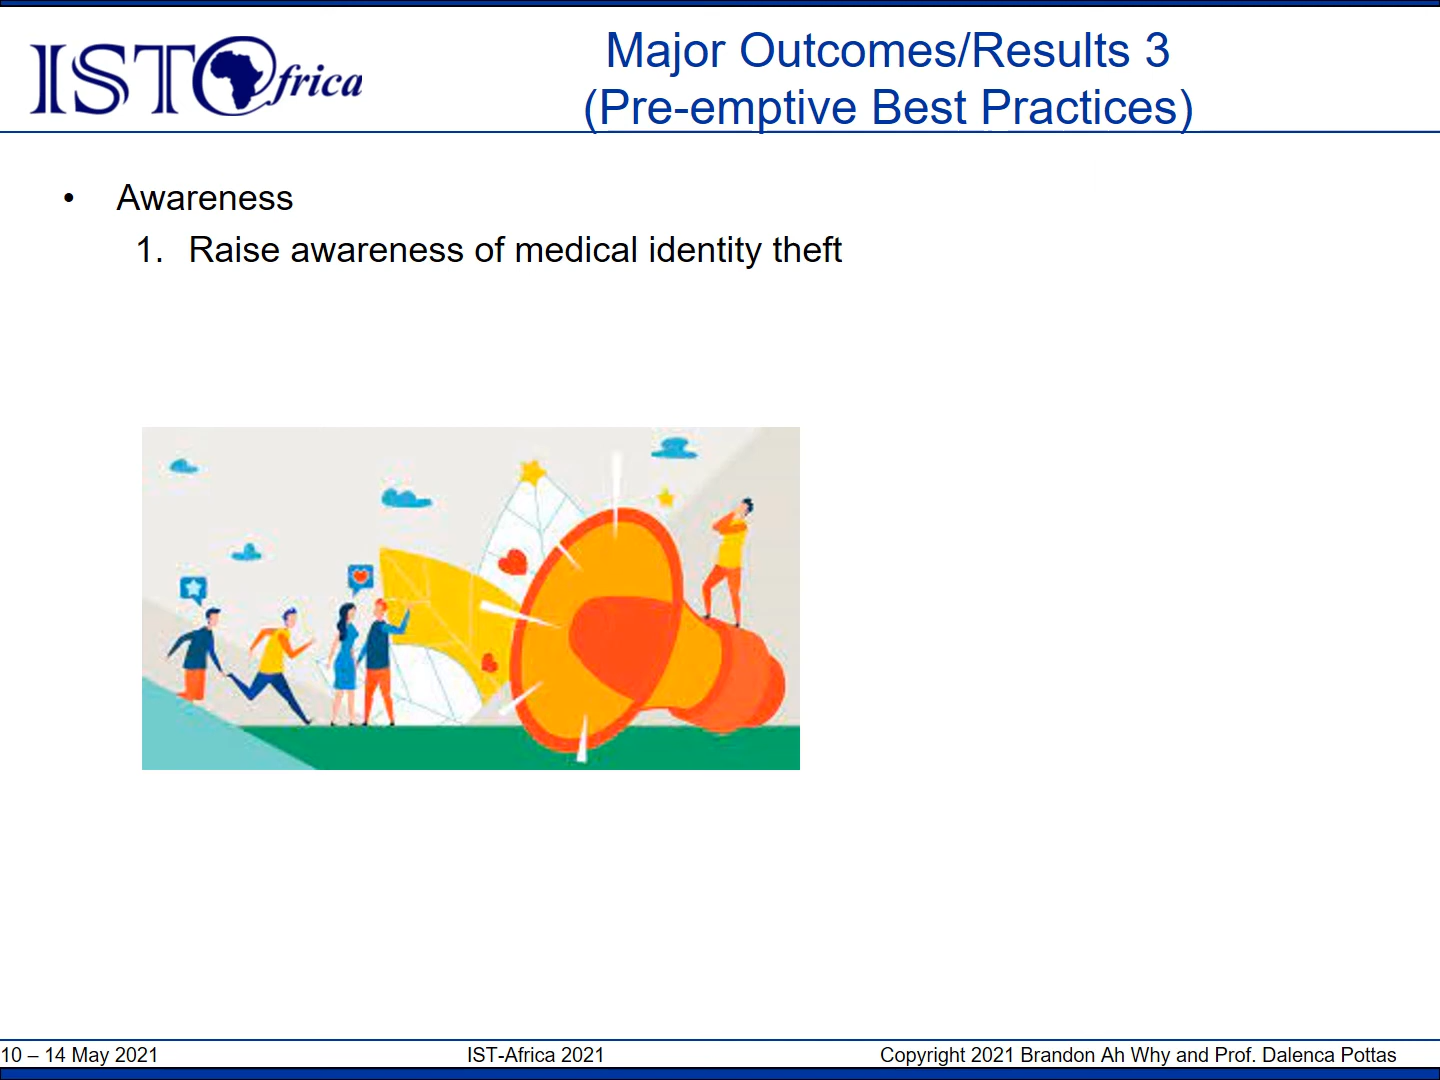 IST Africa
Major Outcomes/Results 3
(Pre-emptive Best Practices)
• Awareness
1. Raise awareness of medical identity theft
10 – 14 May 2021
IST-Africa 2021
Copyright 2021 Brandon Ah Why and Prof. Dalenca Pottas